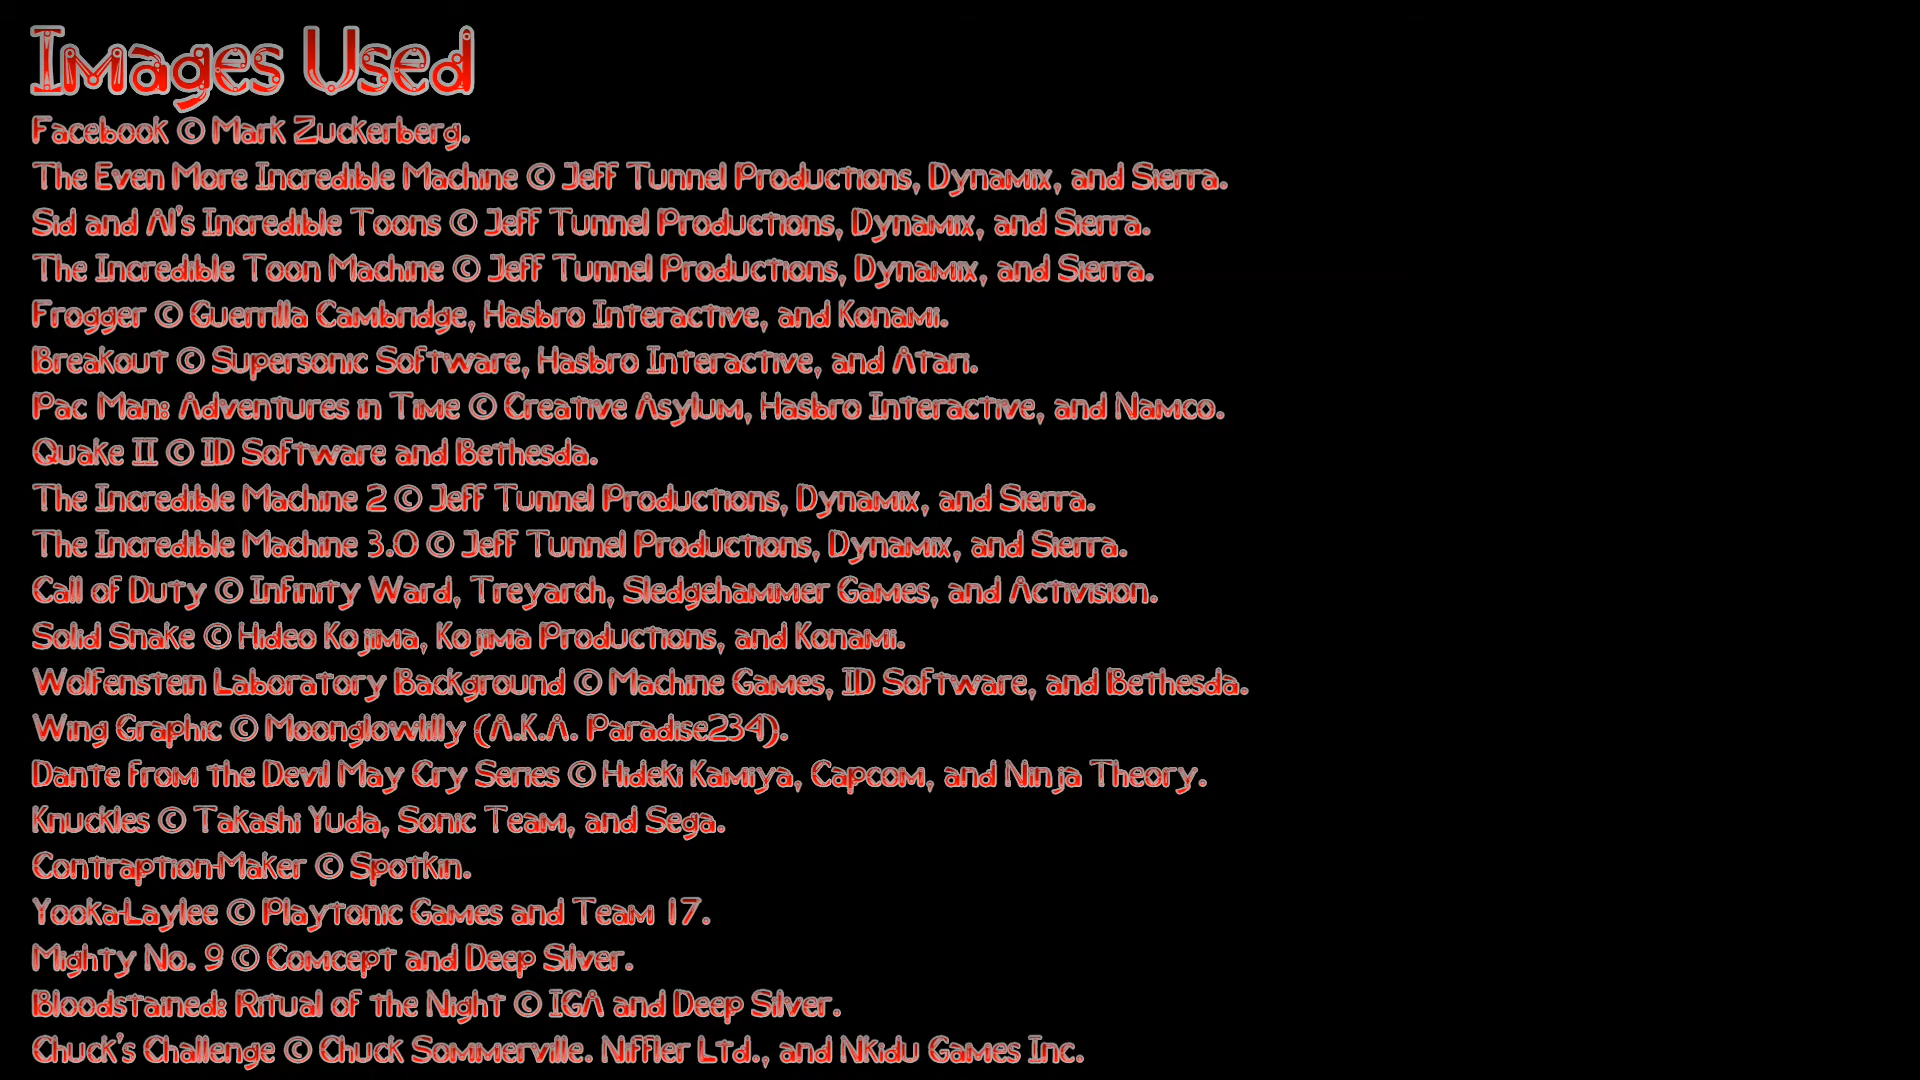 Images Used
Facebook © Mark Zuckerberg.
The Even More Incredible Machine © Jeff Tunnel Productions, Dynamix, and Sierra.
Sid and Al's Incredible Toons © Jeff Tunnel Productions, Dynamix, and Sierra.
The Incredible Toon Machine © Jeff Tunnel Productions, Dynamix, and Sierra.
Frogger © Guerrilla Cambridge, Hasbro Interactive, and Konami.
Breakout © Supersonic Software, Hasbro Interactive, and Atari.
Pac Man: Adventures in Time © Creative Asylum, Hasbro Interactive, and Namco.
Quake II © ID Software and Bethesda.
The Incredible Machine 2 © Jeff Tunnel Productions, Dynamix, and Sierra.
The Incredible Machine 3.0 © Jeff Tunnel Productions, Dynamix, and Sierra.
Call of Duty © Infinity Ward, Treyarch, Sledgehammer Games, and Activision.
Solid Snake © Hideo Kojima, Kojima Productions, and Konami.
Wolfenstein Laboratory Background © Machine Games, ID Software, and Bethesda.
Wing Graphic © Moonglowlilly (A.K.A. Paradise234).
Dante from the Devil May Cry Series © Hideki Kamiya, Capcom, and Ninja Theory.
Knuckles © Takashi Yuda, Sonic Team, and Sega.
Contraption-Maker © Spotkin.
Yooka-Laylee © Playtonic Games and Team 17.
Mighty No. 9 © Comcept and Deep Silver.
Bloodstained: Ritual of the Night © IGA and Deep Silver.
Chuck's Challenge © Chuck Sommerville. Niffler Ltd., and Nkidu Games Inc.